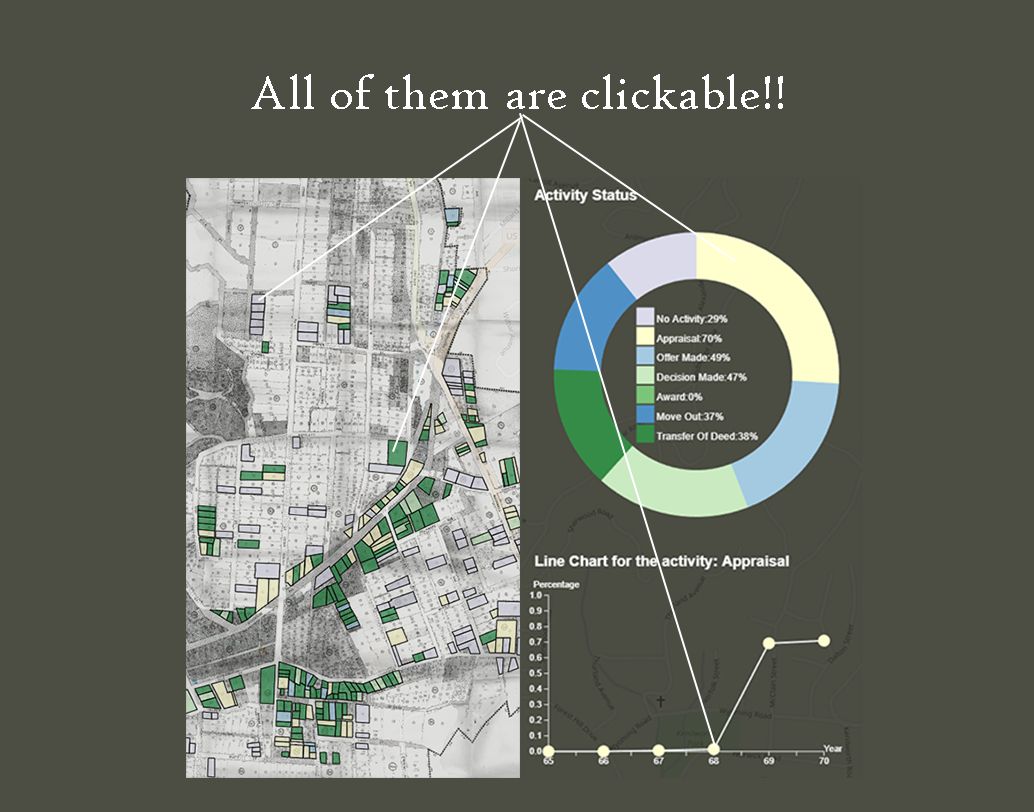 All of them are clickable!!
Activity Status
No Activity:29%
Appraisal:70%
Offer Made:49%
Decision Made:47%
Award:0%
Move Out:37%
Transfer Of Deed:38%
Line Chart for the activity: Appraisal
Percentage
1.0
0.9
0.8
0.7
0.6
0.5
0.4
0.3
0.2
0.1
0.0
65 66 67 68 69 70
Year
US
Sherwood Road